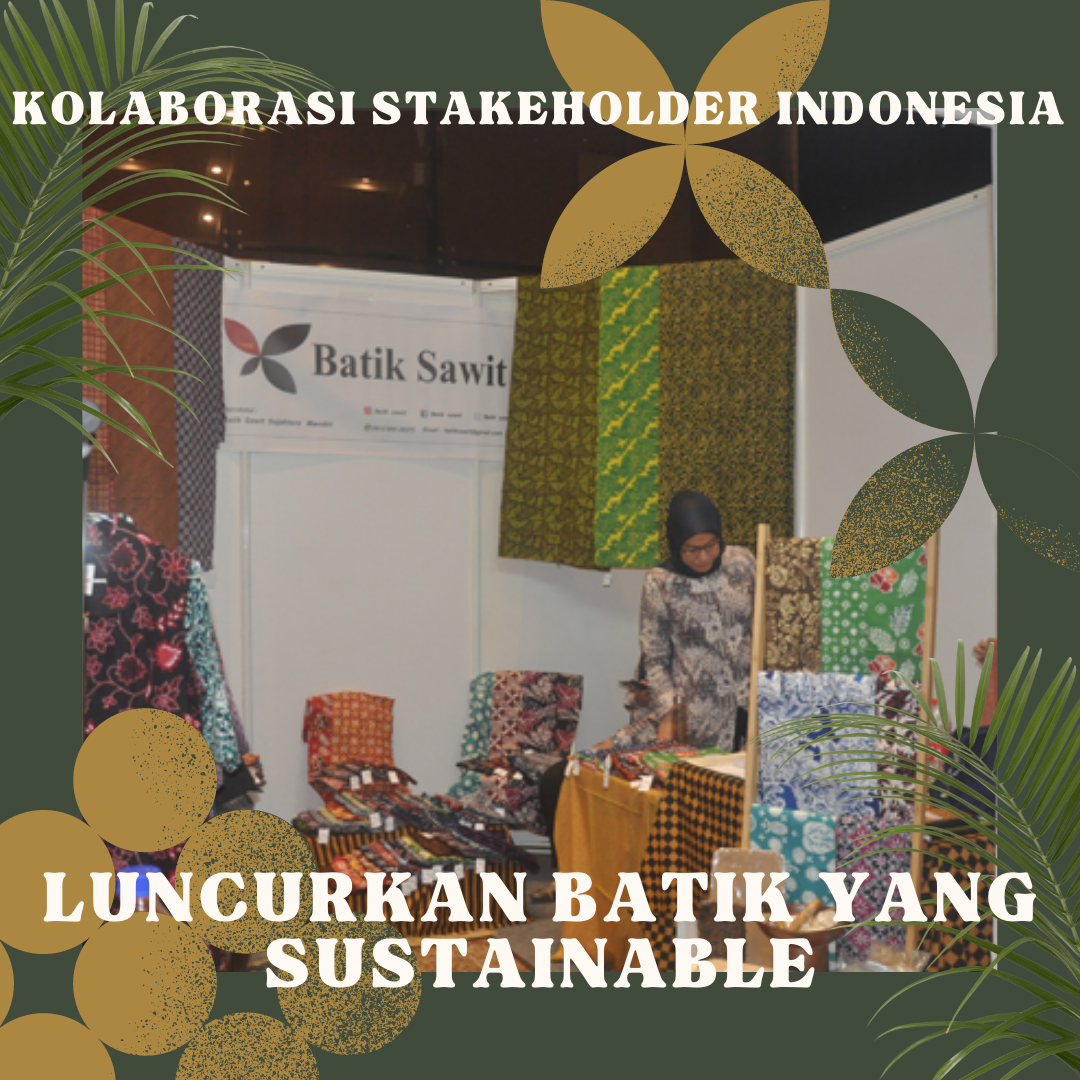 KOLABORASI STAKEHOLDER INDONESIA
Batik Sawit
LUNCURKAN BATIK YANG
SUSTAINABLE